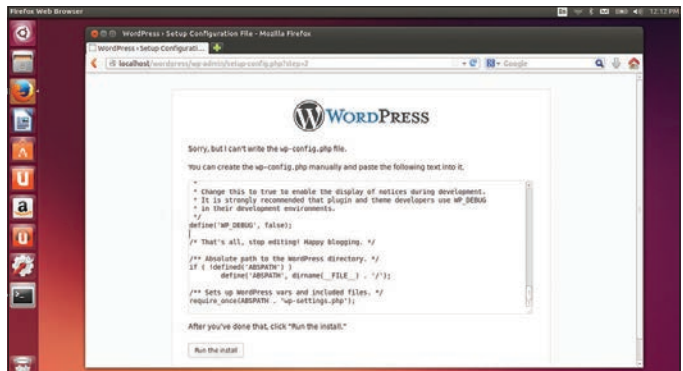 Firefox Web Browser
12:12 PM
WordPress › Setup Configuration File - Mozilla Firefox
WordPress › Setup Configurati...
localhost/wordpress/wp-admin/setup-config.php?step=2
Google
WORDPRESS
Sorry, but I can't write the wp-config.php file.
You can create the wp-config.php manually and paste the following text into it.
*
* Change this to true to enable the display of notices during development.
* It is strongly recommended that plugin and theme developers use WP_DEBUG
* in their development environments.
*/
define('WP_DEBUG', false);
/* That's all, stop editing! Happy blogging. */
/** Absolute path to the WordPress directory. */
if ( !defined('ABSPATH') )
define('ABSPATH', dirname(__FILE__) . '/');
/** Sets up WordPress vars and included files. */
require_once(ABSPATH . 'wp-settings.php');
After you've done that, click "Run the install."
Run the install